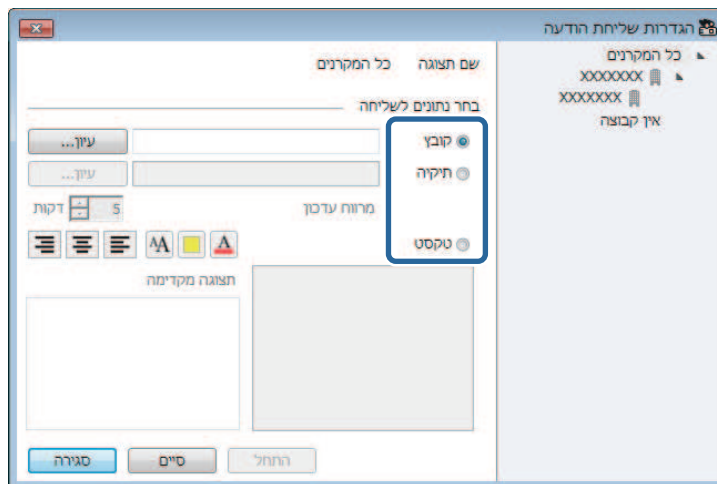 הגדרות שליחת הודעה
כל המקרנים
XXXXXXX
XXXXXXX
אין קבוצה
שם תצוגה כל המקרנים
בחר נתונים לשליחה
קובץ עיון...
תיקיה עיון...
מרווח עדכון 5 דקות
טקסט
A AA
תצוגה מקדימה
התחל סיים סגירה